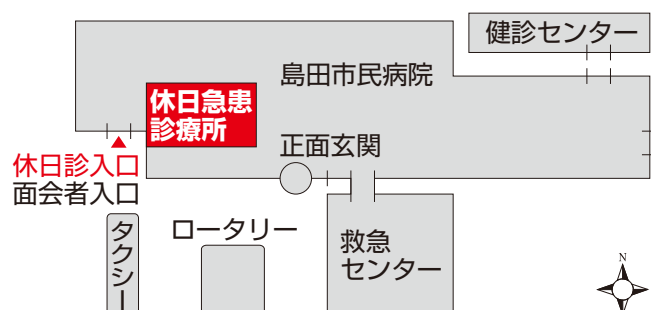 健診センター
島田市民病院
休日急患
診療所
正面玄関
休日診入口
面会者入口
ロータリー
タクシー
救急
センター
N